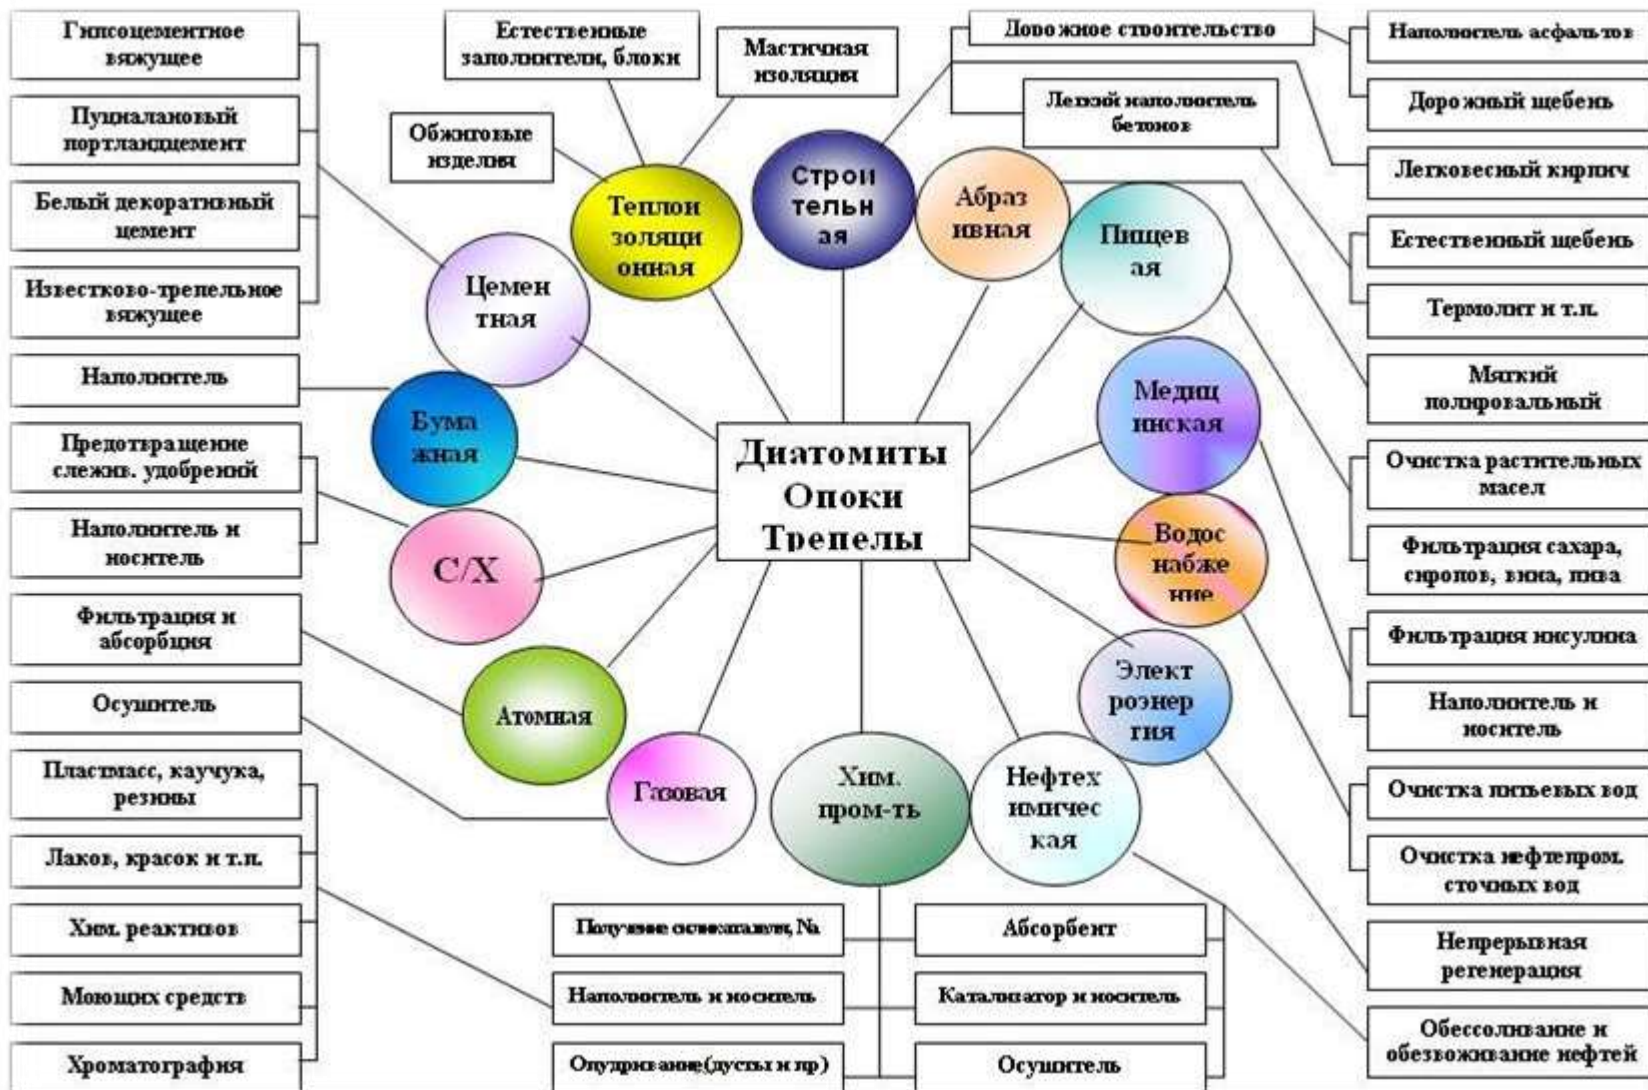 Гипсоцементное
вяжущее
Пуцналановый
портландцемент
Белый декоративный
цемент
Известково-трепельное
вяжущее
Наполнитель
Предотвращение
слежив. удобрений
Наполнитель и
носитель
Фильтрация и
абсорбция
Осушитель
Пластмасс, каучука,
резины
Лаков, красок и т.п.
Хим. реактивов
Моющих средств
Хроматография
Естественные
заполнители, блоки
Мастичная
изоляция
Обжиговые
изделия
Дорожное строительство
Легкий наполнитель
бетонов
Теплои
золяци
онная
Строи
тельн
ая
Абраз
ивная
Пищев
ая
Цемен
тная
Медиц
инская
Бума
жная
Диатомиты
Опоки
Трепелы
Водос
набже
ние
С/Х
Элект
роэнер
гия
Атомная
Газовая
Хим.
пром-ть
Нефтех
имичес
кая
Получение силикагеля, Na
Наполнитель и носитель
Опудривание(дусты и пр)
Абсорбент
Катализатор и носитель
Осушитель
Наполнитель асфальтов
Дорожный щебень
Легковесный кирпич
Естественный щебень
Термолит и т.п.
Мягкий
полировальный
Очистка растительных
масел
Фильтрация сахара,
сиропов, вина, пива
Фильтрация инсулина
Наполнитель и
носитель
Очистка питьевых вод
Очистка нефтепром.
сточных вод
Непрерывная
регенерация
Обессоливание и
обезвоживание нефтей